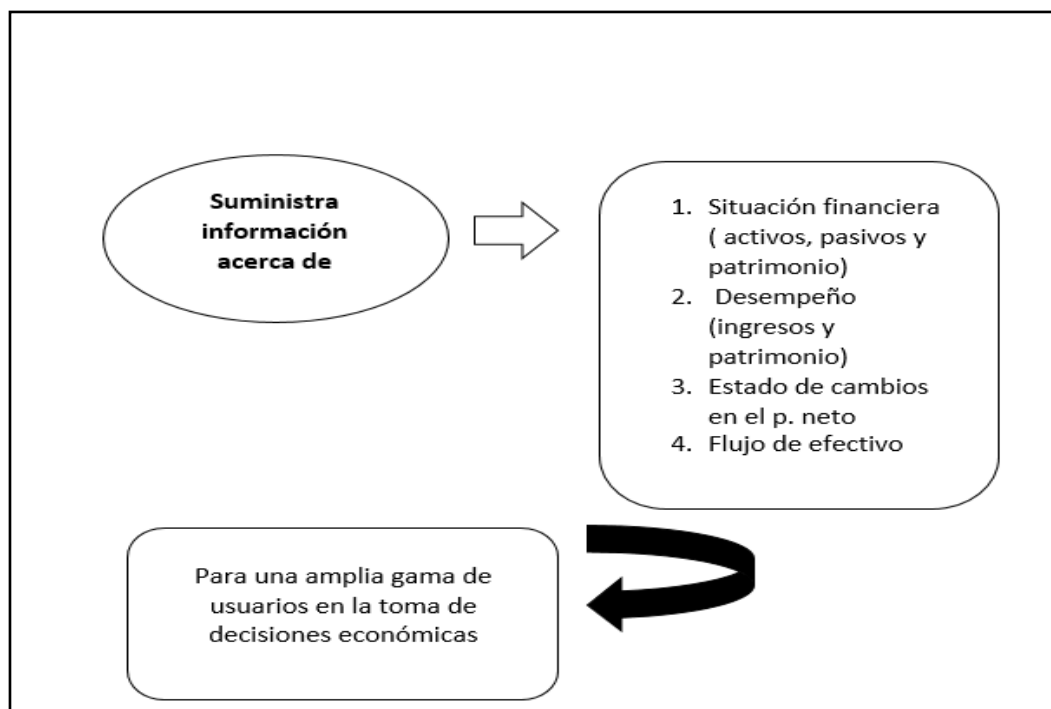 Suministra
información
acerca de
1. Situación financiera
( activos, pasivos y
patrimonio)
2. Desempeño
(ingresos y
patrimonio)
3. Estado de cambios
en el p. neto
4. Flujo de efectivo
Para una amplia gama de
usuarios en la toma de
decisiones económicas